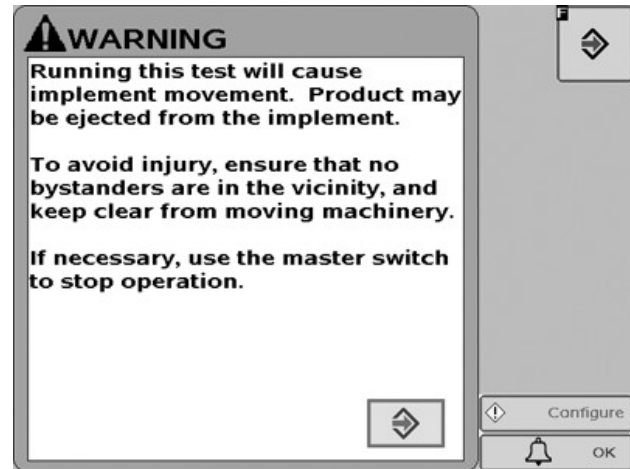 WARNING
Running this test will cause
implement movement. Product may
be ejected from the implement.
To avoid injury, ensure that no
bystanders are in the vicinity, and
keep clear from moving machinery.
If necessary, use the master switch
to stop operation.
F
Configure
OK